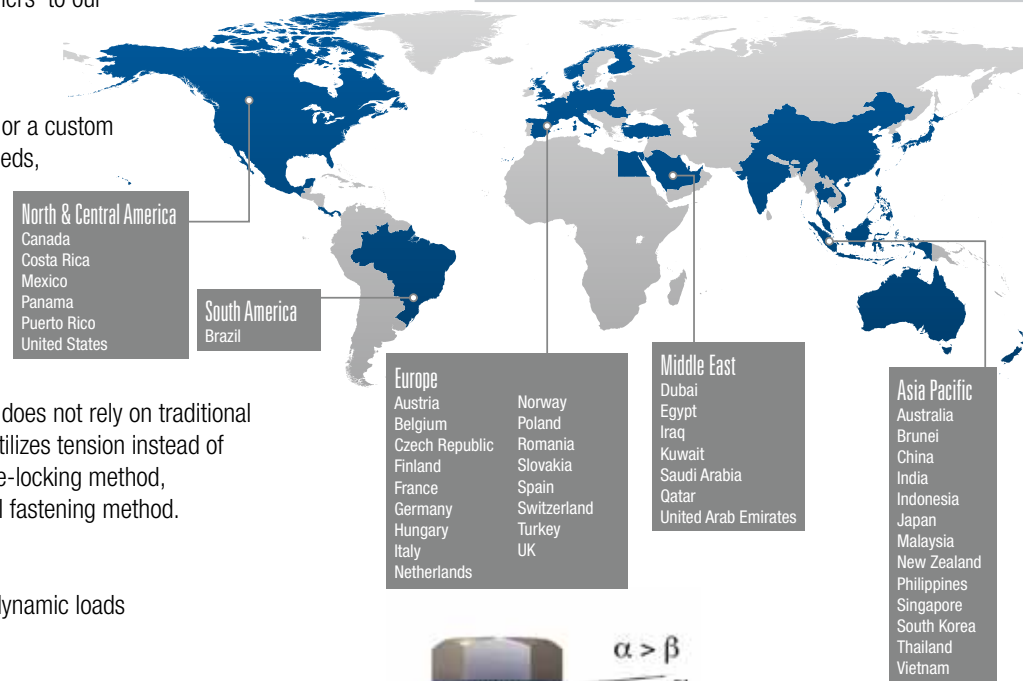 to our
or a custom
eds,
North & Central America
Canada
Costa Rica
Mexico
Panama
Puerto Rico
United States
South America
Brazil
does not rely on traditional
tilizes tension instead of
e-locking method,
l fastening method.
dynamic loads
Europe
Austria
Belgium
Czech Republic
Finland
France
Germany
Hungary
Italy
Netherlands
Norway
Poland
Romania
Slovakia
Spain
Switzerland
Turkey
UK
Middle East
Dubai
Egypt
Iraq
Kuwait
Saudi Arabia
Qatar
United Arab Emirates
Asia Pacific
Australia
Brunei
China
India
Indonesia
Japan
Malaysia
New Zealand
Philippines
Singapore
South Korea
Thailand
Vietnam
α > β